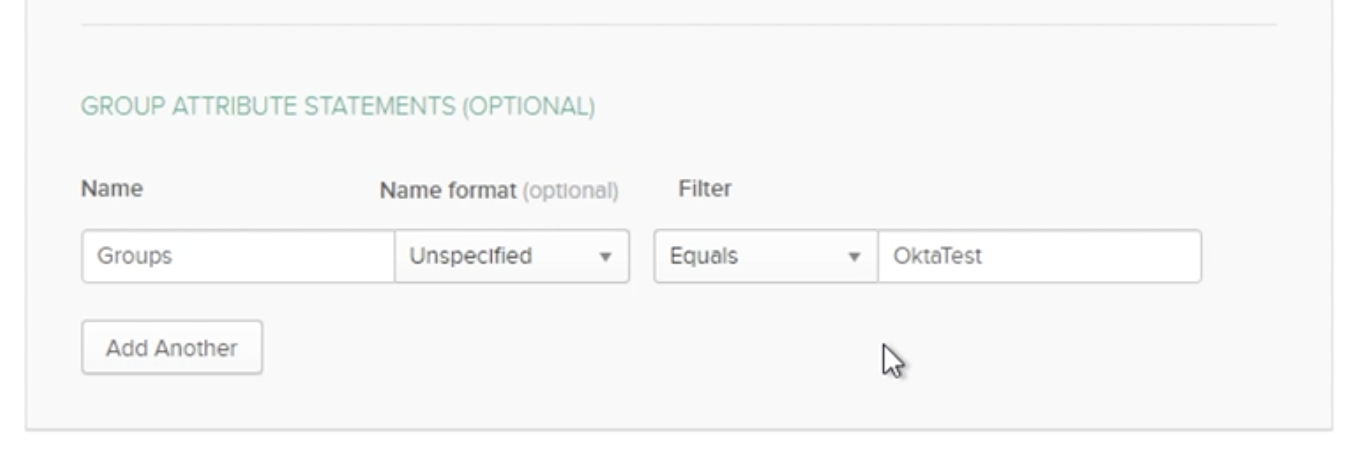 GROUP ATTRIBUTE STATEMENTS (OPTIONAL)
Name Name format (optional) Filter
Groups Unspecified Equals OktaTest
Add Another